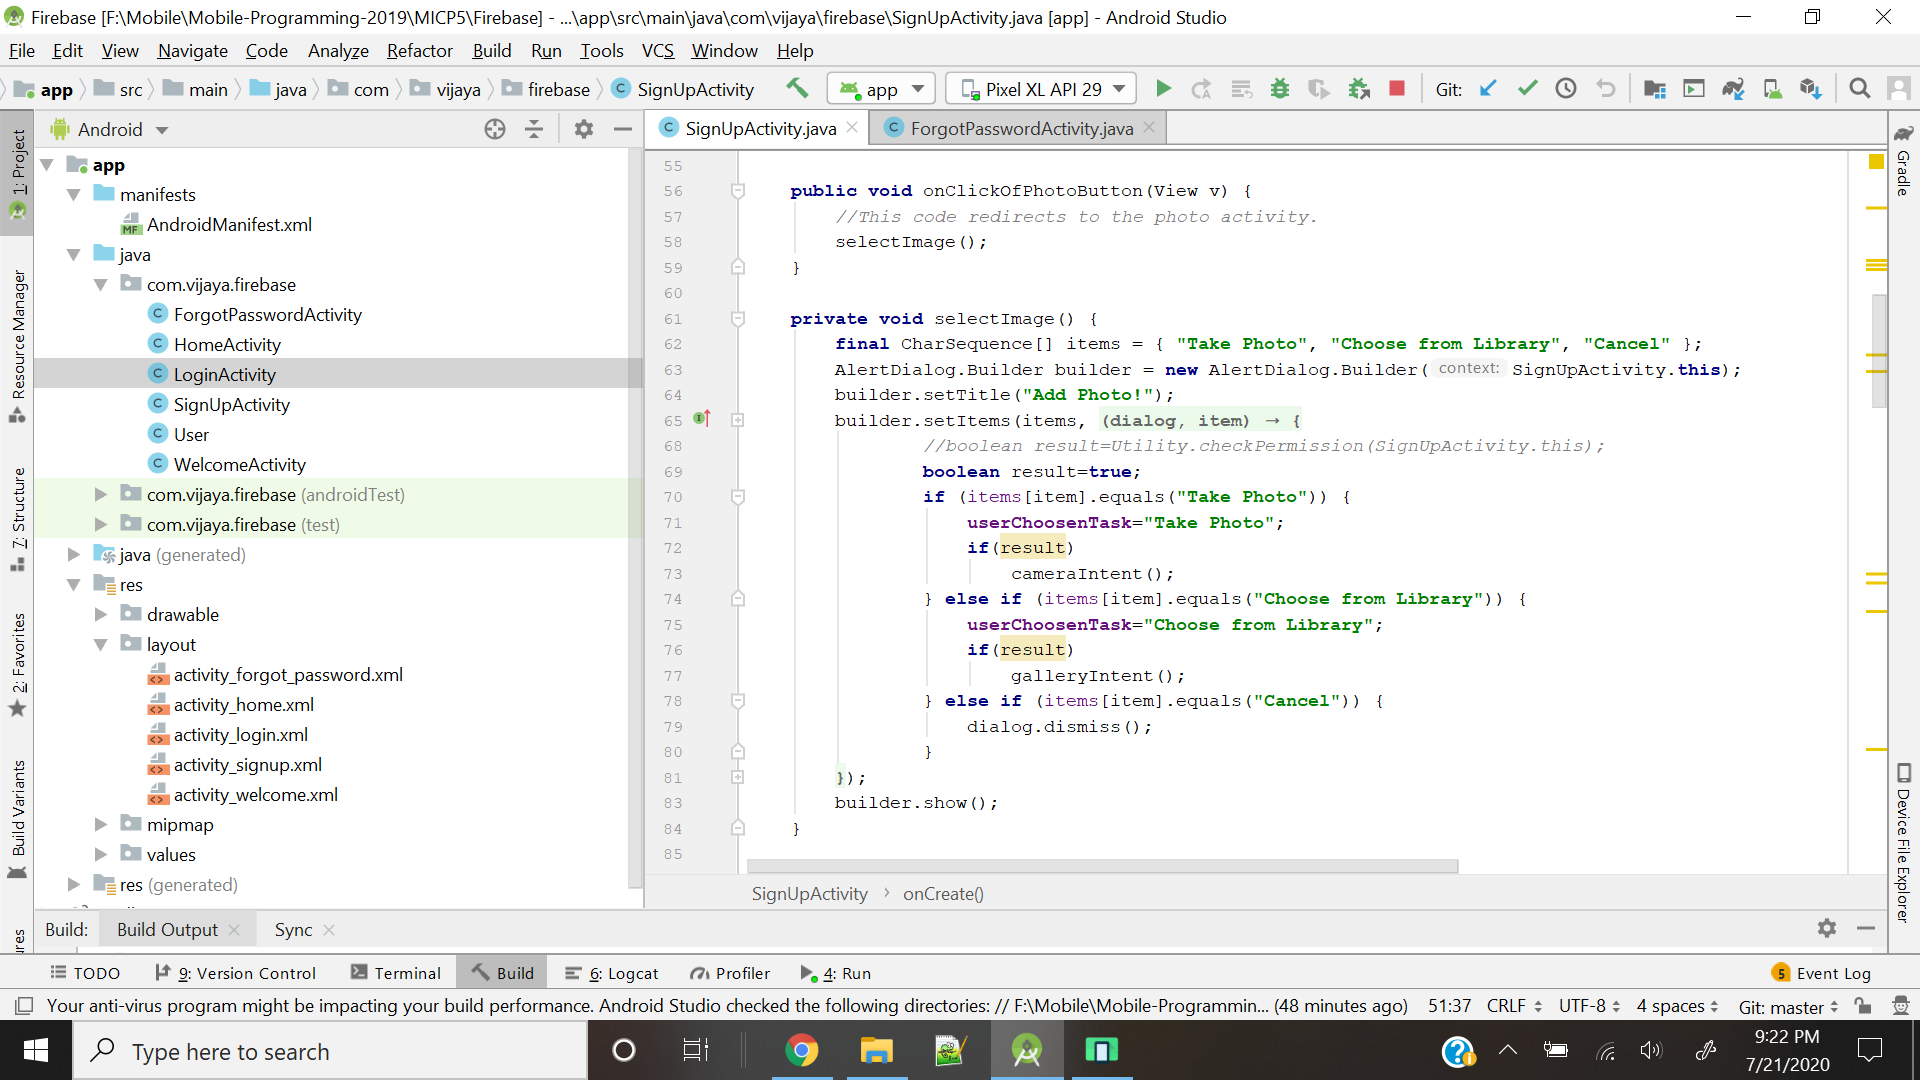 Firebase [F:\Mobile\Mobile-Programming-2019\MICP5\Firebase] - ...\app\src\main\java\com\vijaya\firebase\SignUpActivity.java [app] - Android Studio
File Edit View Navigate Code Analyze Refactor Build Run Tools VCS Window Help
app src main java com vijaya firebase SignUpActivity app Pixel XL API 29 Git:
Android
SignUpActivity.java ForgotPasswordActivity.java
1: Project
Resource Manager
7: Structure
2: Favorites
Build Variants
app
manifests
AndroidManifest.xml
java
com.vijaya.firebase
ForgotPasswordActivity
HomeActivity
LoginActivity
SignUpActivity
User
WelcomeActivity
com.vijaya.firebase (androidTest)
com.vijaya.firebase (test)
java (generated)
res
drawable
layout
activity_forgot_password.xml
activity_home.xml
activity_login.xml
activity_signup.xml
activity_welcome.xml
mipmap
values
res (generated)
55
56 public void onClickOfPhotoButton(View v) {
57 //This code redirects to the photo activity.
58 selectImage();
59 }
60
61 private void selectImage() {
62 final CharSequence[] items = { "Take Photo", "Choose from Library", "Cancel" };
63 AlertDialog.Builder builder = new AlertDialog.Builder( context: SignUpActivity.this);
64 builder.setTitle("Add Photo!");
65 builder.setItems(items, (dialog, item) → {
68 //boolean result=Utility.checkPermission(SignUpActivity.this);
69 boolean result=true;
70 if (items[item].equals("Take Photo")) {
71 userChoosenTask="Take Photo";
72 if(result)
73 cameraIntent();
74 } else if (items[item].equals("Choose from Library")) {
75 userChoosenTask="Choose from Library";
76 if(result)
77 galleryIntent();
78 } else if (items[item].equals("Cancel")) {
79 dialog.dismiss();
80 }
81 });
83 builder.show();
84 }
85
SignUpActivity › onCreate()
Gradle
Device File Explorer
Build: Build Output Sync
TODO 9: Version Control Terminal Build 6: Logcat Profiler 4: Run 5 Event Log
Your anti-virus program might be impacting your build performance. Android Studio checked the following directories: // F:\Mobile\Mobile-Programmin... (48 minutes ago) 51:37 CRLF UTF-8 4 spaces Git: master
Type here to search
9:22 PM
7/21/2020